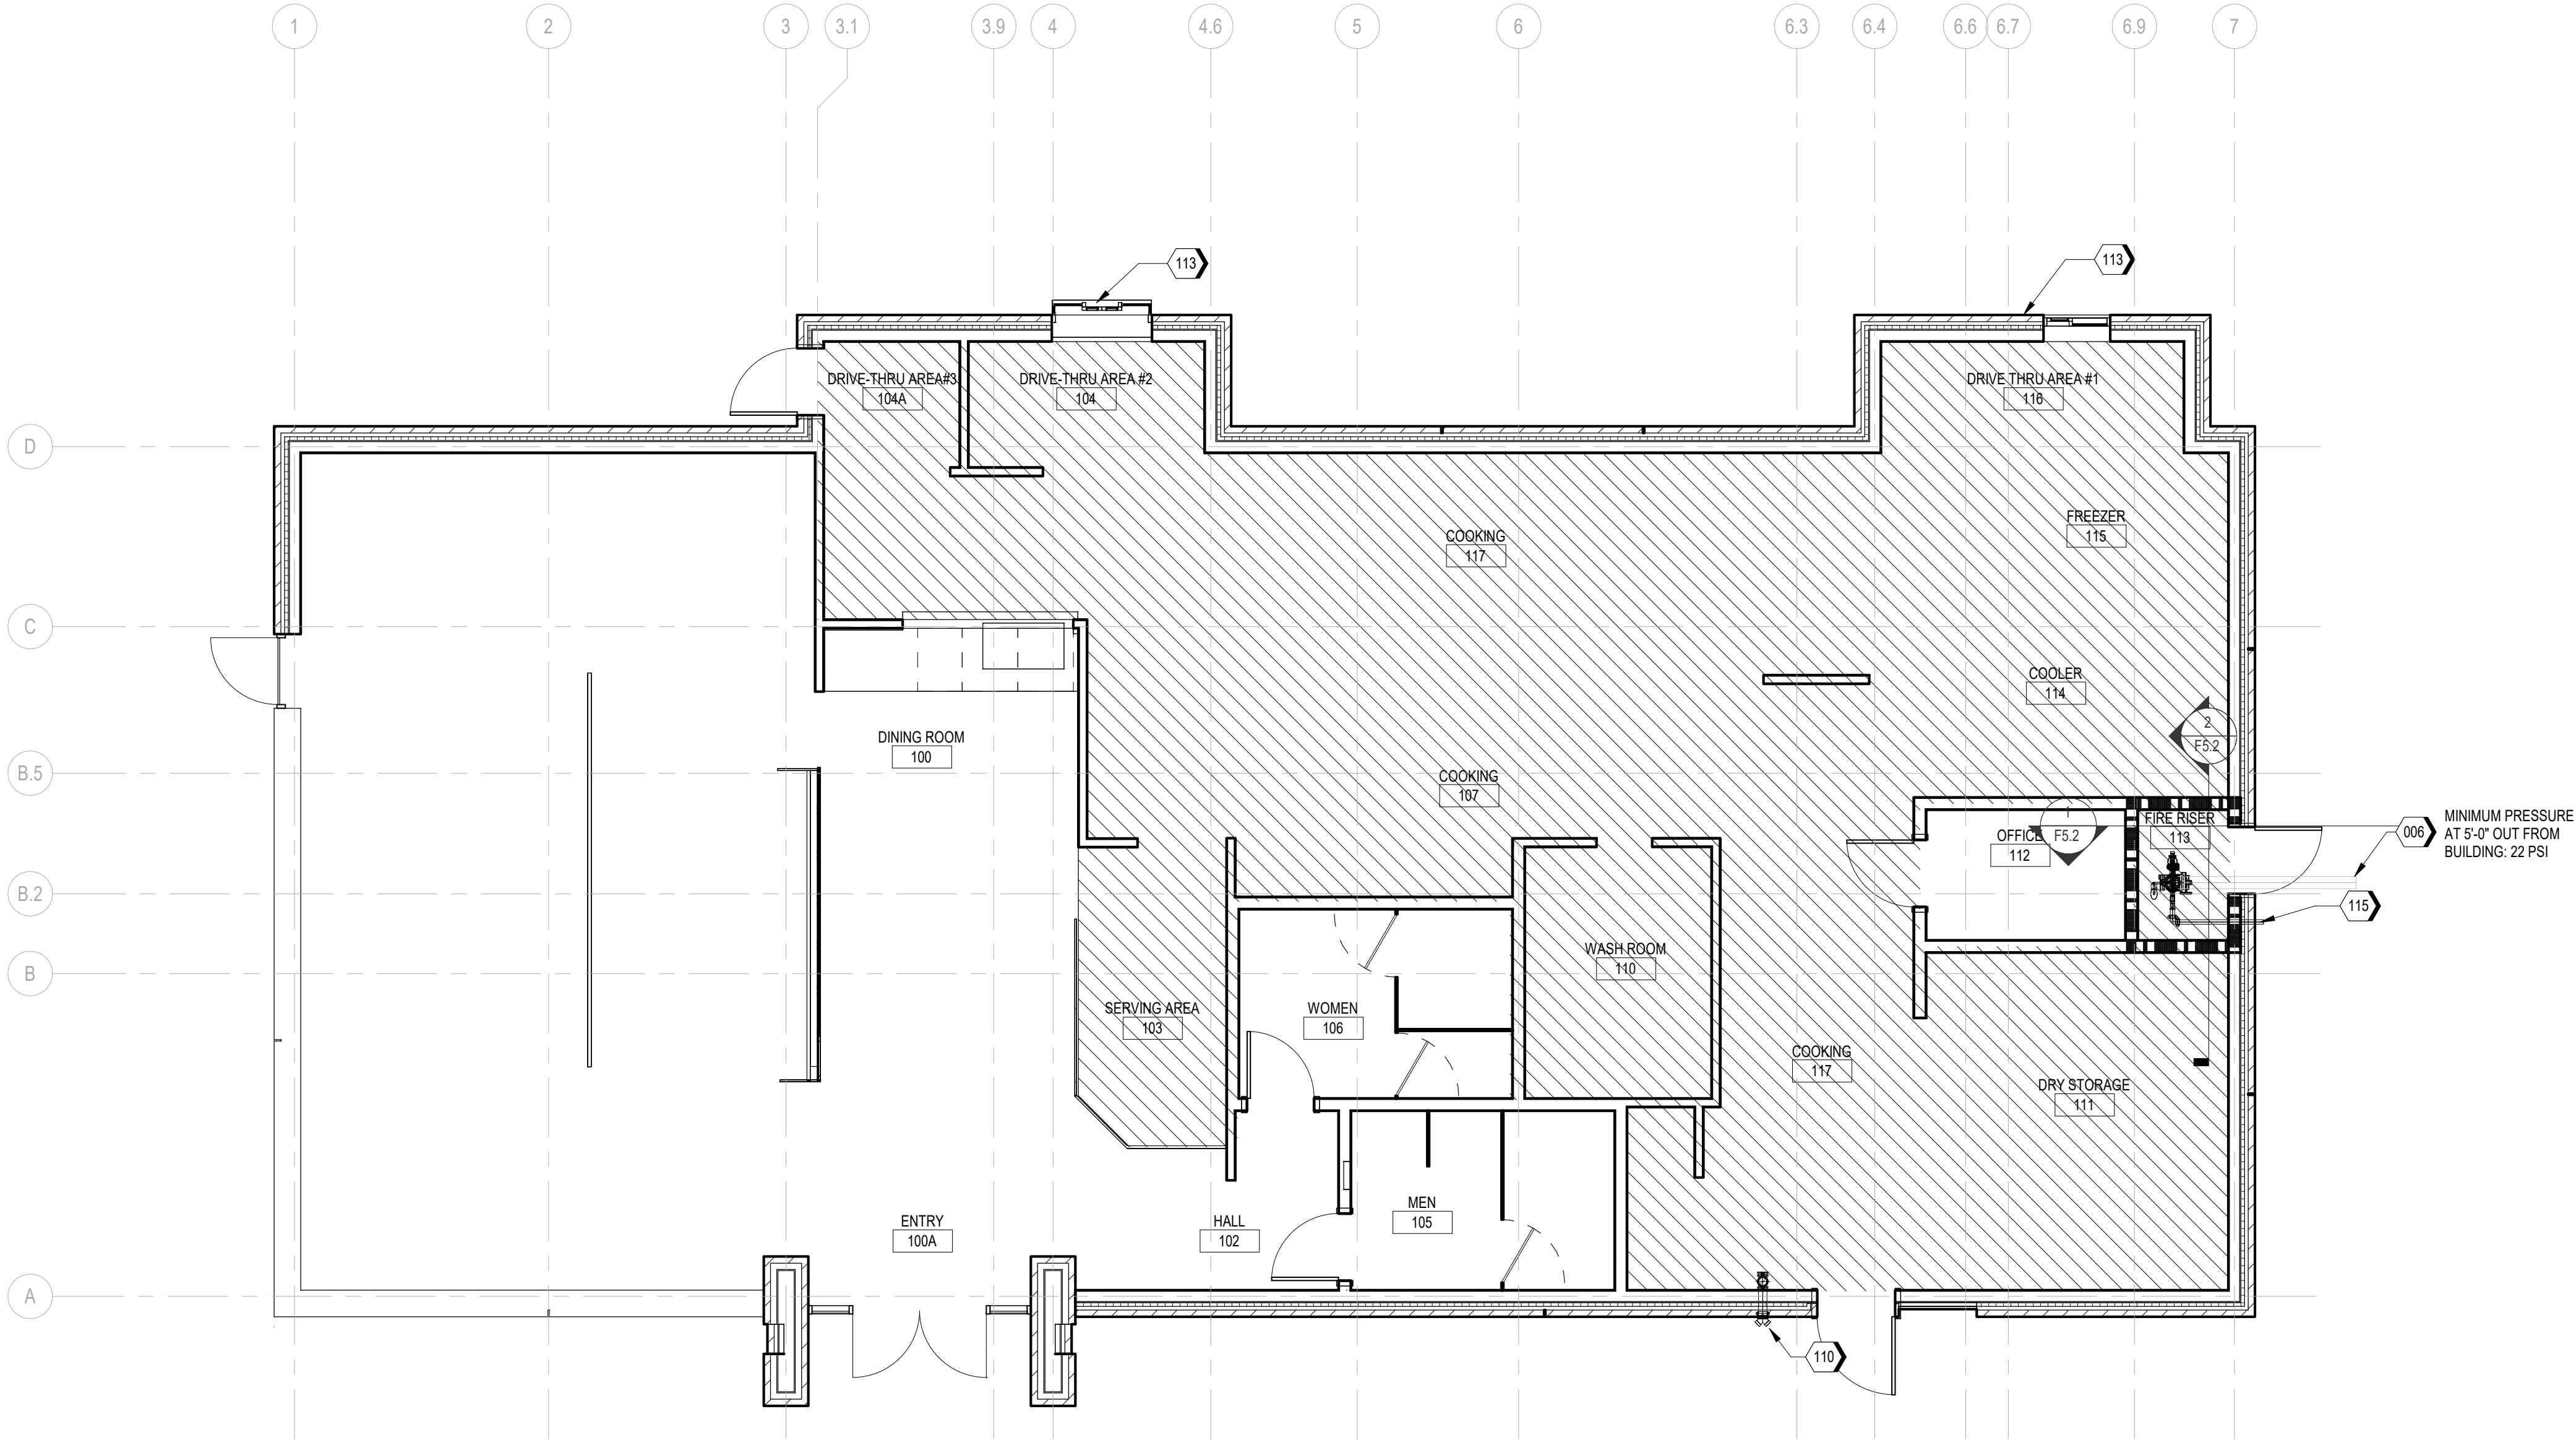 1
2
3
3.1
3.9
4
4.6
5
6
6.3
6.4
6.6
6.7
6.9
7
113
113
DRIVE-THRU AREA#3
104A
DRIVE-THRU AREA #2
104
DRIVE THRU AREA #1
116
D
FREEZER
115
COOKING
117
C
COOLER
114
2
F5.2
DINING ROOM
100
B.5
COOKING
107
1
F5.2
OFFICE
112
FIRE RISER
113
006
MINIMUM PRESSURE
AT 5'-0" OUT FROM
BUILDING: 22 PSI
B.2
115
WASH ROOM
110
B
SERVING AREA
103
WOMEN
106
COOKING
117
DRY STORAGE
111
MEN
105
ENTRY
100A
HALL
102
A
110